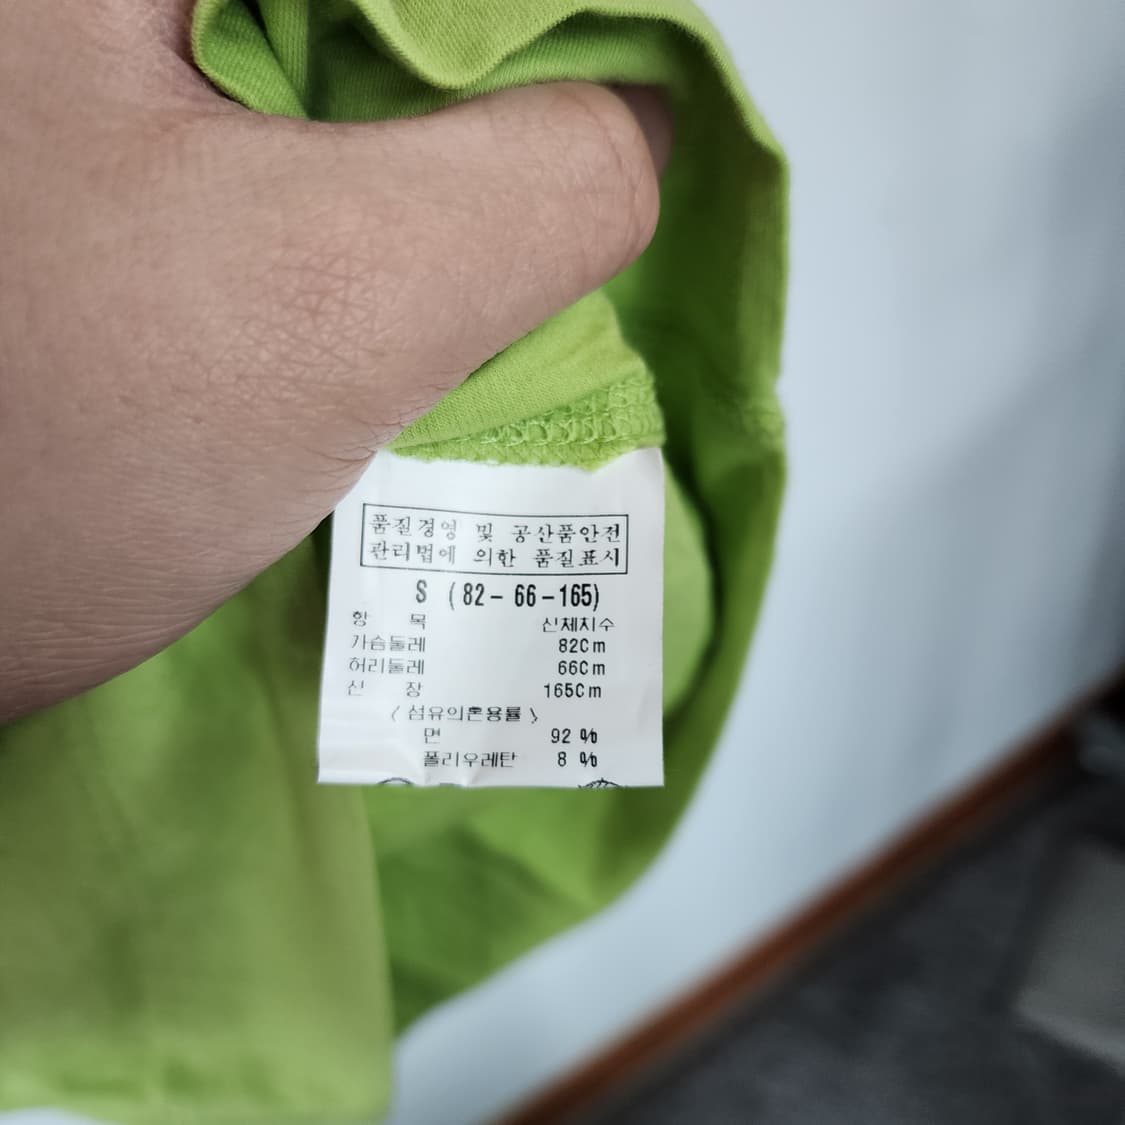 품질경영 및 공산품안전
관리법에 의한 품질표시
S (82-66-165)
항 목 신체치수
가슴둘레 82Cm
허리둘레 66Cm
신 장 165Cm
〈섬유의혼용률〉
면 92 %
폴리우레탄 8 %